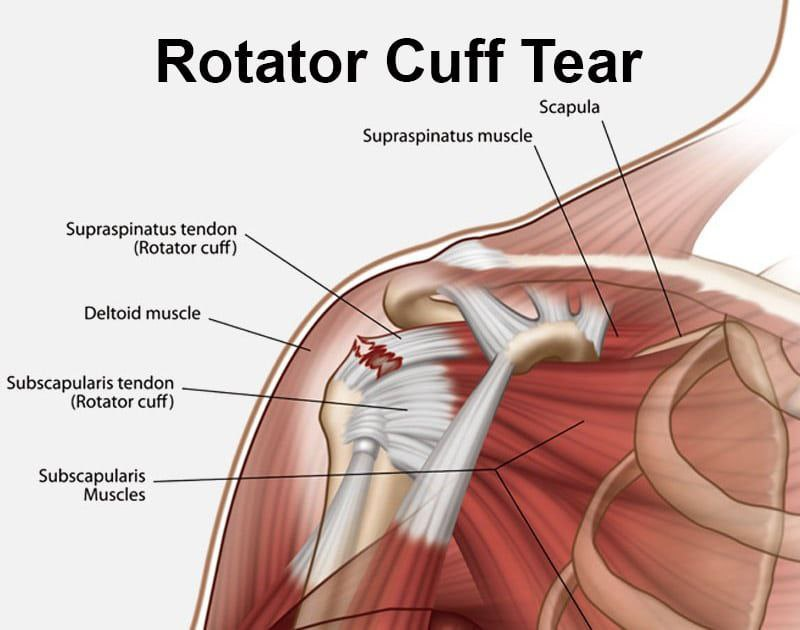 Rotator Cuff Tear
Scapula
Supraspinatus muscle
Supraspinatus tendon
(Rotator cuff)
Deltoid muscle
Subscapularis tendon
(Rotator cuff)
Subscapularis
Muscles